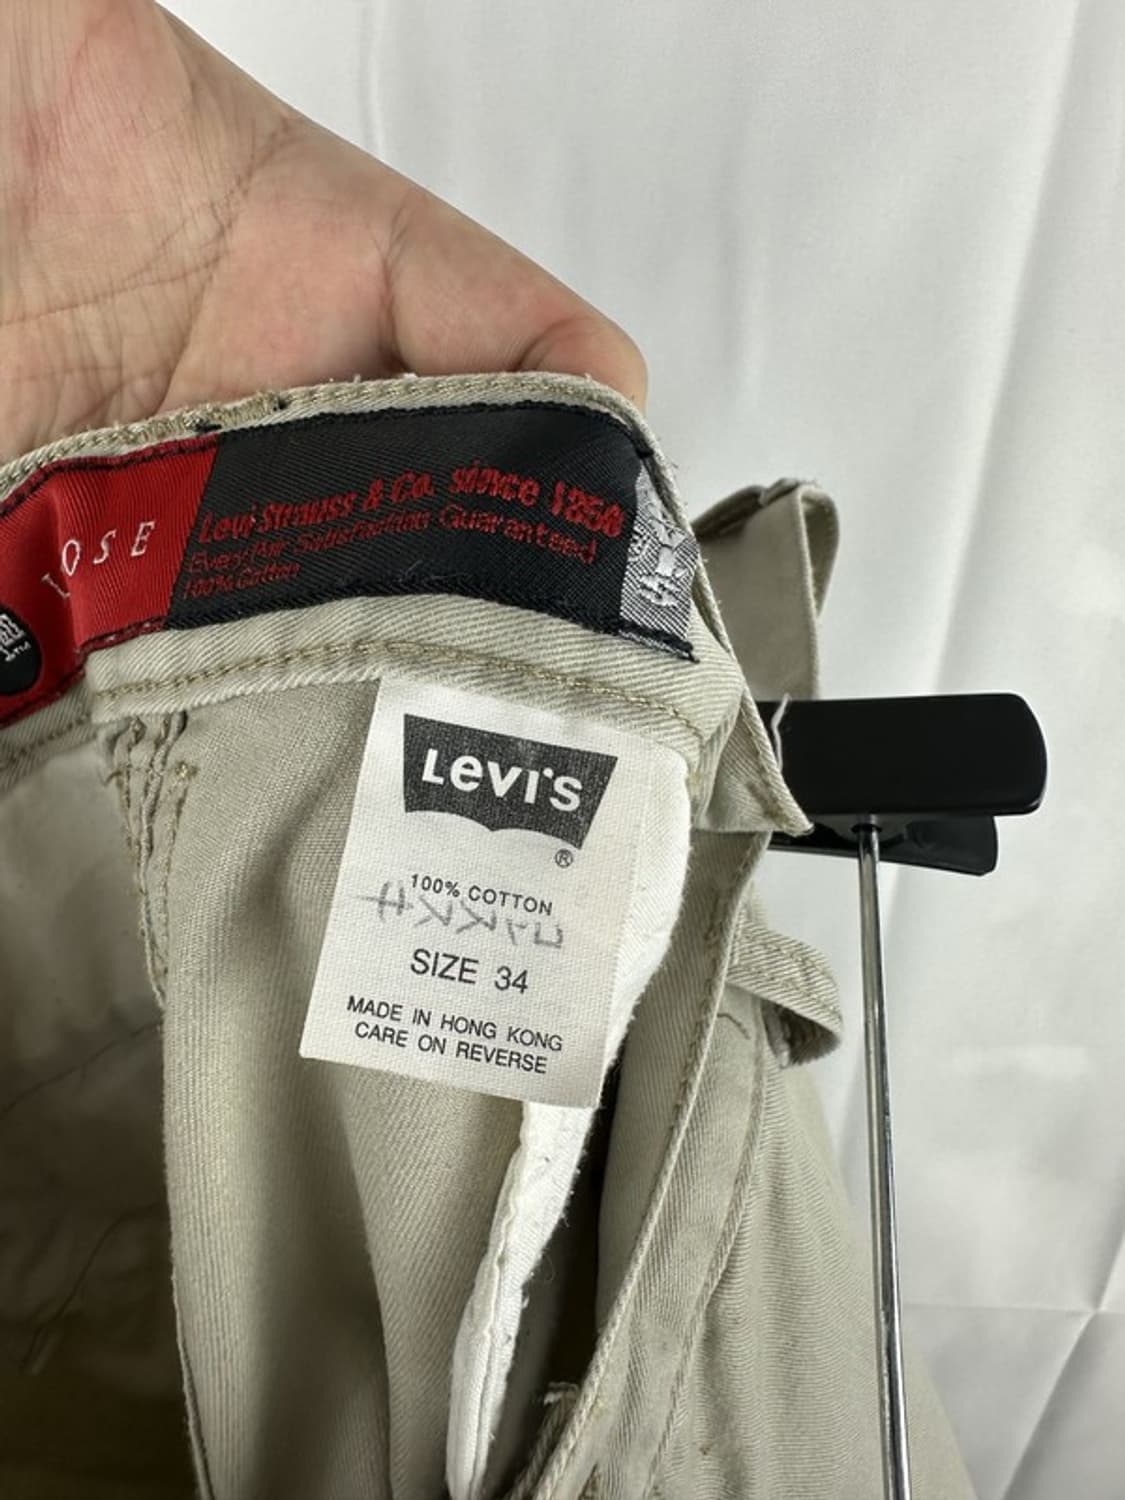 LOSE
Levi Strauss & Co. since 1850
Every Pair Satisfaction Guaranteed
100% Cotton
LEVI'S
®
100% COTTON
SIZE 34
MADE IN HONG KONG
CARE ON REVERSE